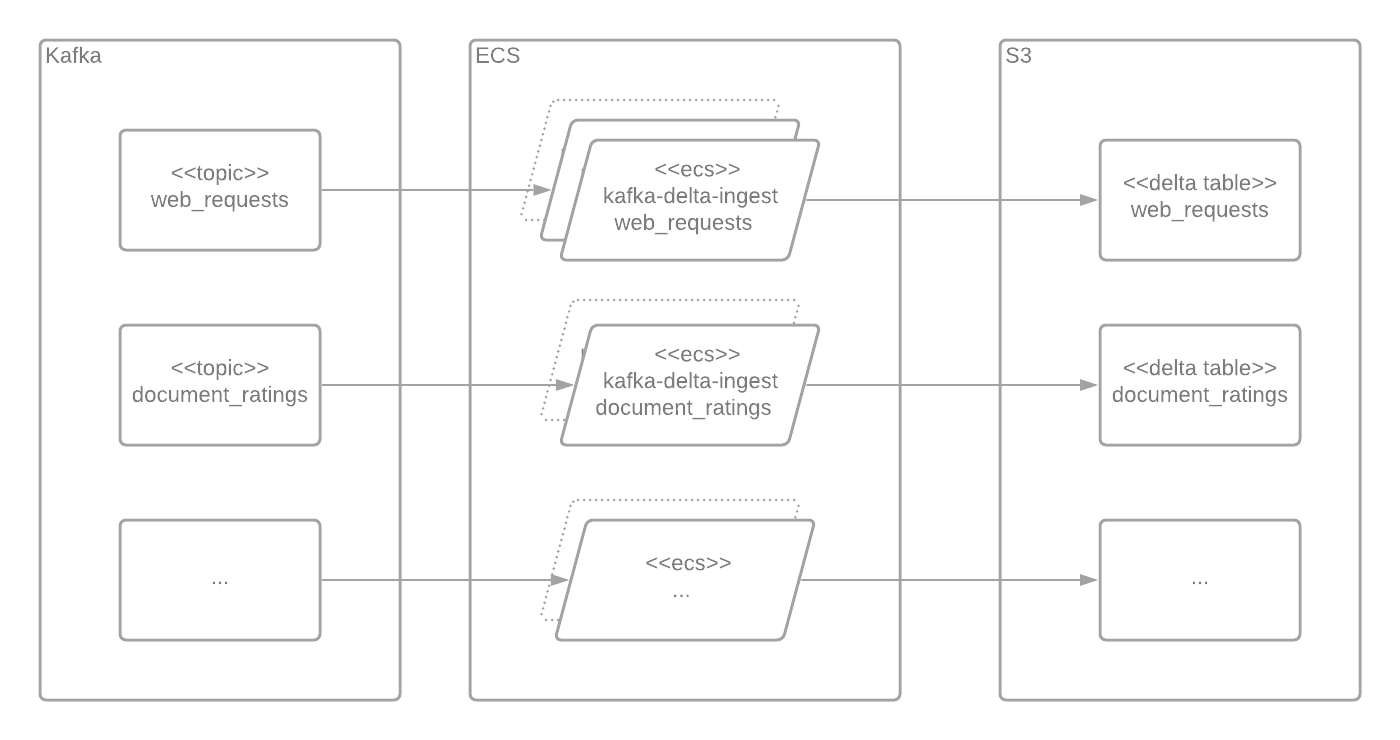 Kafka
<<topic>>
web_requests
<<topic>>
document_ratings
...
ECS
<<ecs>>
kafka-delta-ingest
web_requests
<<ecs>>
kafka-delta-ingest
document_ratings
<<ecs>>
...
S3
<<delta table>>
web_requests
<<delta table>>
document_ratings
...